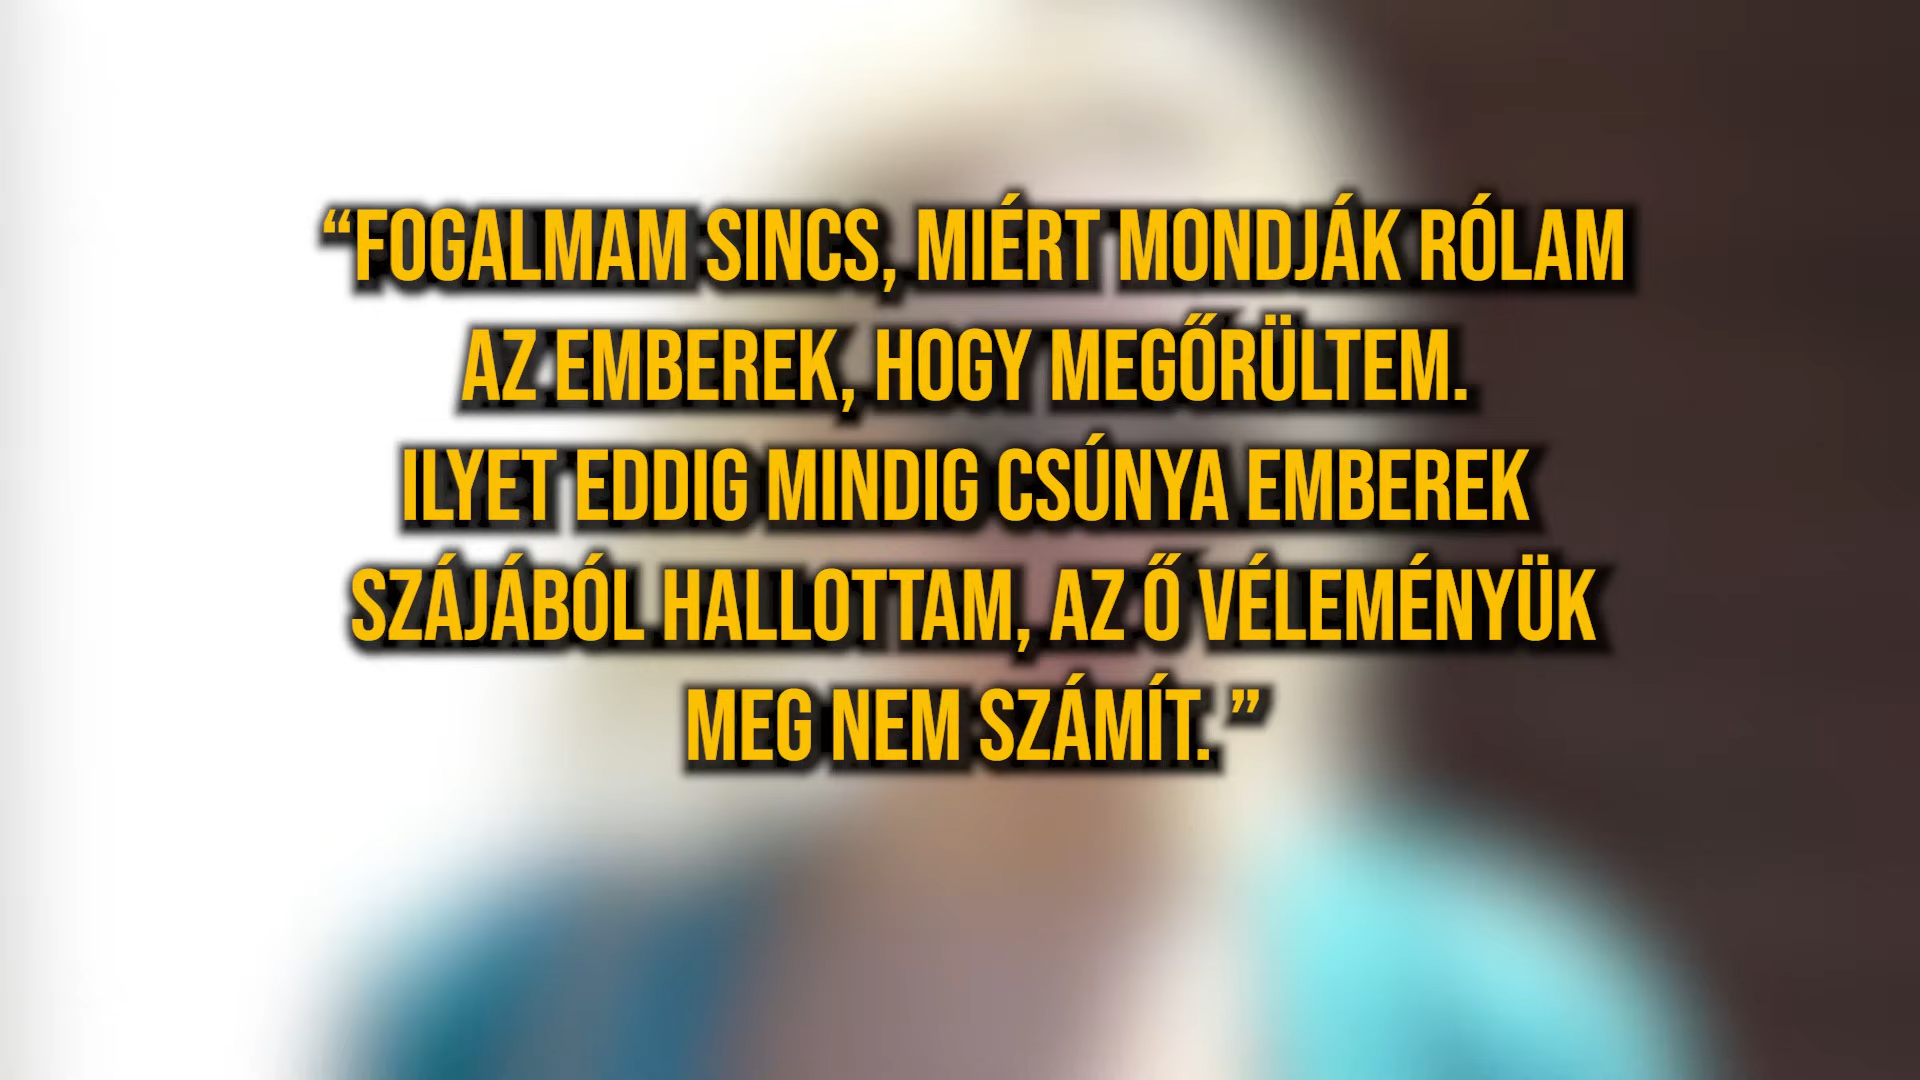 “FOGALMAM SINCS, MIÉRT MONDJÁK RÓLAM
AZ EMBEREK, HOGY MEGŐRÜLTEM.
ILYET EDDIG MINDIG CSÚNYA EMBEREK
SZÁJÁBÓL HALLOTTAM, AZ Ő VÉLEMÉNYÜK
MEG NEM SZÁMÍT. ”